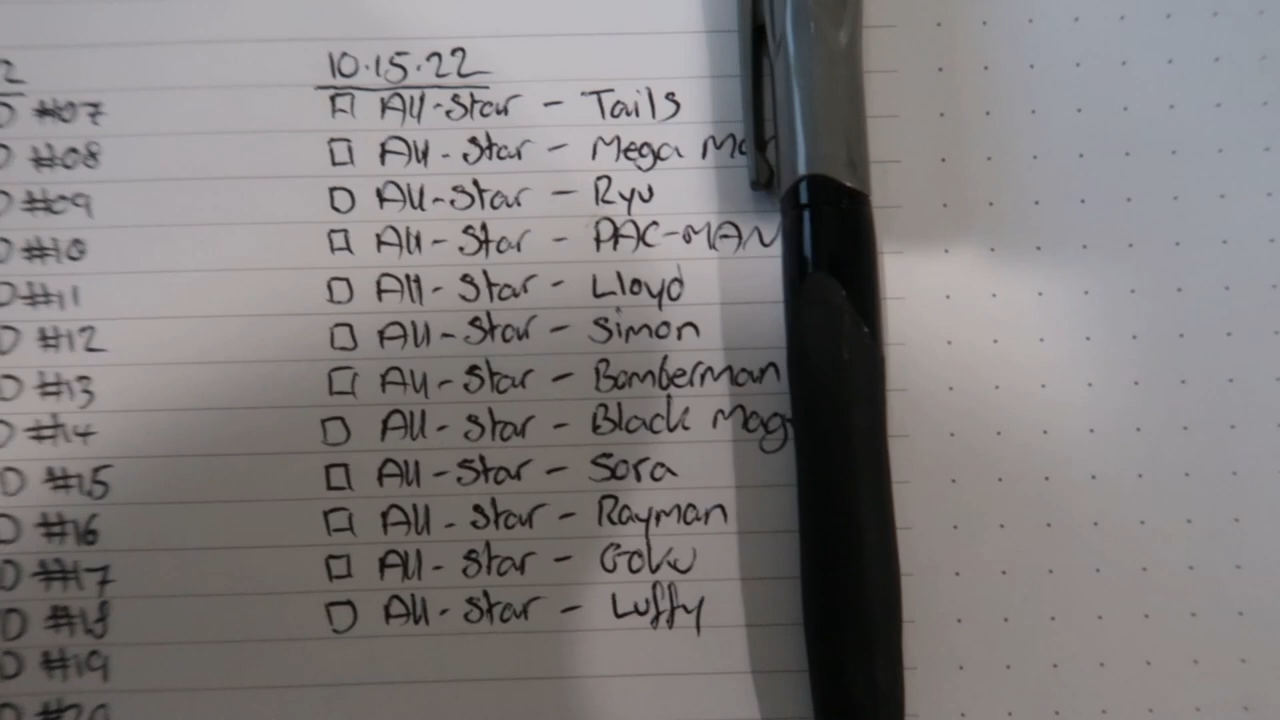 2
10.15.22
#07
All-Star - Tails
#08
All-Star - Mega
#09
All-Star - Ryu
#10
All-Star - PAC-MAN
#11
All-Star - Lloyd
#12
All-Star - Simon
#13
All-Star - Bomberman
#14
All-Star - Black
#15
All-Star - Sora
#16
All-Star - Rayman
#17
All-Star - Goku
#18
All-Star - Luffy
#19
#20